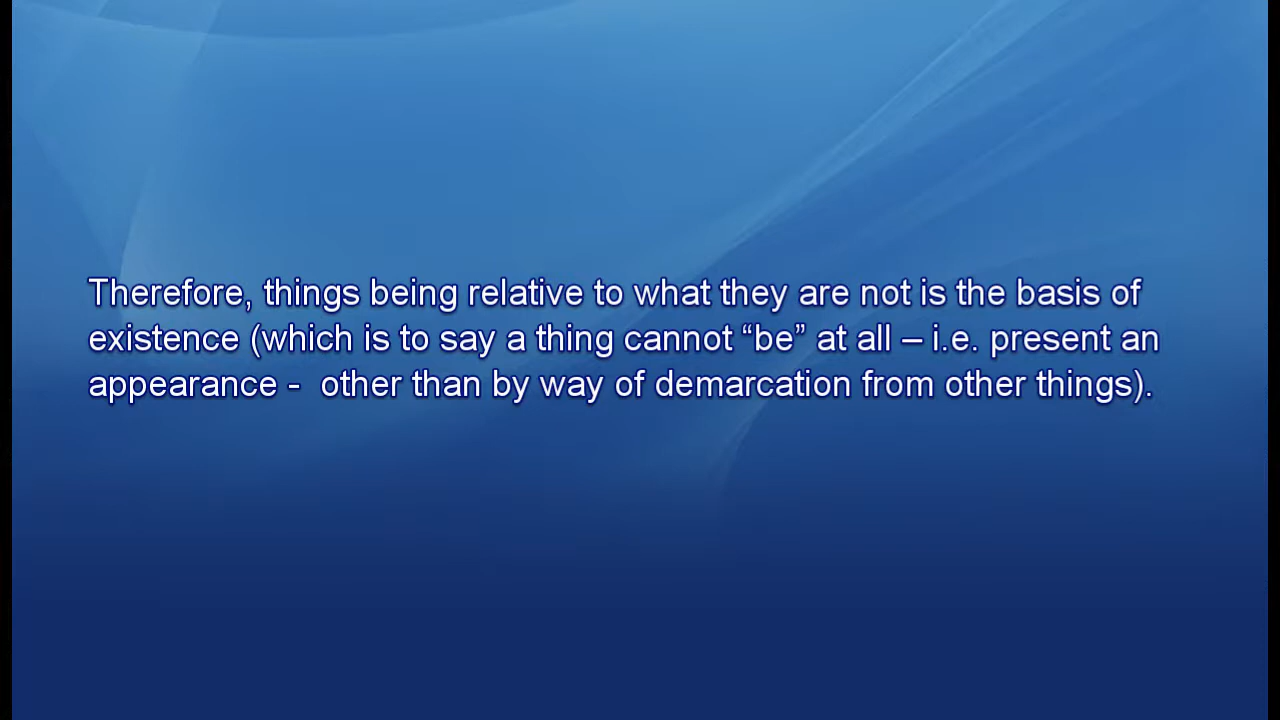 Therefore, things being relative to what they are not is the basis of
existence (which is to say a thing cannot “be” at all – i.e. present an
appearance -  other than by way of demarcation from other things).